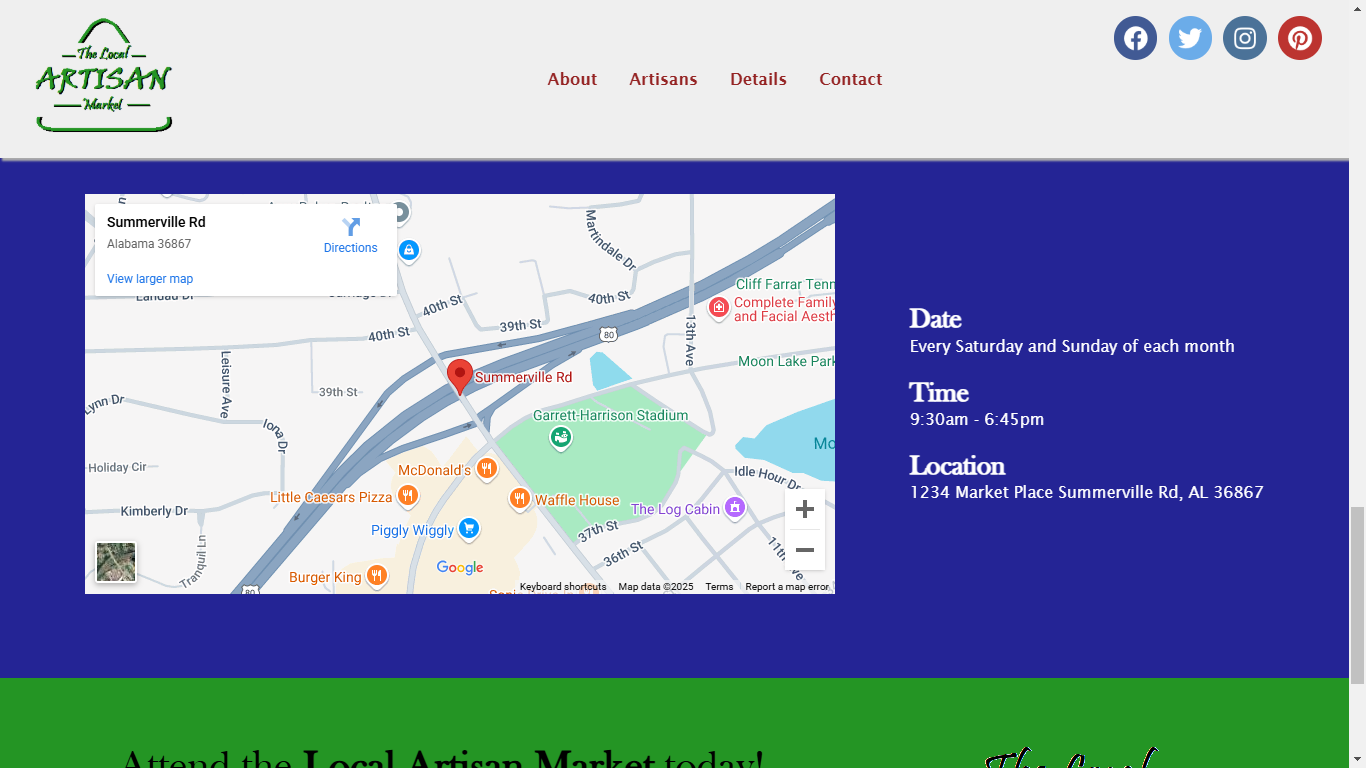 The Local
ARTISAN
Market
About
Artisans
Details
Contact
Summerville Rd
Alabama 36867
Directions
View larger map
Landau Dr
Martindale Dr
40th St
40th St
40th St
39th St
80
13th Ave
Cliff Farrar Tenn
Complete Family
and Facial Aesth
Moon Lake Park
Leisure Ave
39th St
Summerville Rd
Lynn Dr
Iona Dr
Garrett-Harrison Stadium
Mo
Holiday Cir
McDonald's
Idle Hour Dr
Little Caesars Pizza
Waffle House
The Log Cabin
Kimberly Dr
Piggly Wiggly
37th St
36th St
11th Ave
Tranquil Ln
Google
Burger King
80
Keyboard shortcuts
Map data ©2025
Terms
Report a map error
Date
Every Saturday and Sunday of each month
Time
9:30am - 6:45pm
Location
1234 Market Place Summerville Rd, AL 36867
Attend the Local Artisan Market today!
The Local